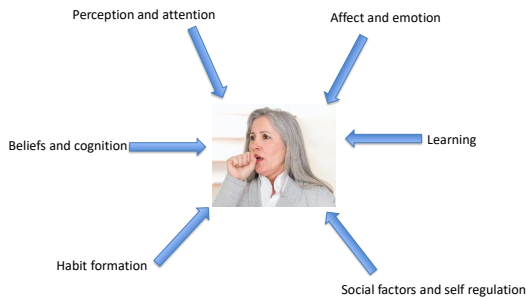 Perception and attention
Affect and emotion
Beliefs and cognition
Learning
Habit formation
Social factors and self regulation